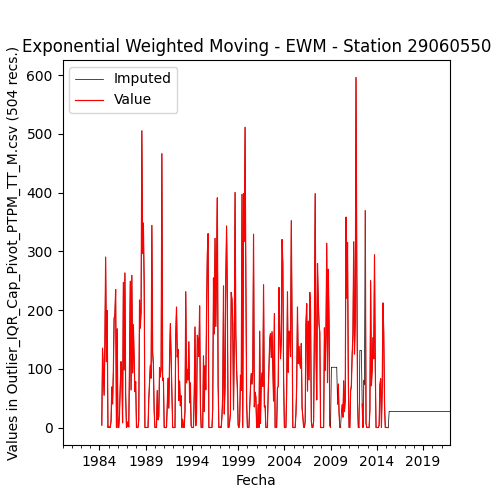 Exponential Weighted Moving - EWM - Station 29060550
Values in Outlier_IQR_Cap_Pivot_PTPM_TT_M.csv (504 recs.)
Imputed
Value
600
500
400
300
200
100
0
1984 1989 1994 1999 2004 2009 2014 2019
Fecha